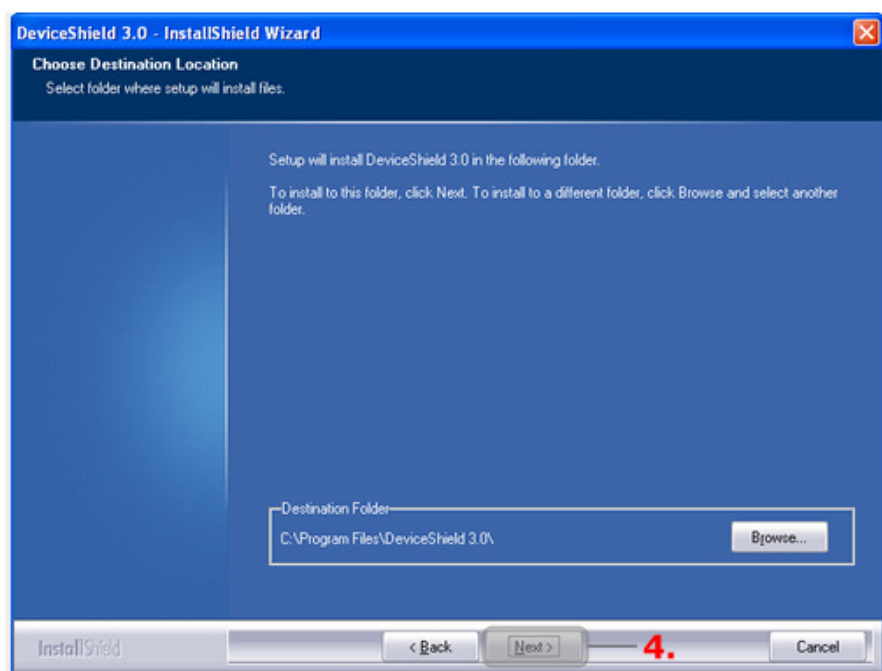 DeviceShield 3.0 - InstallShield Wizard
Choose Destination Location
Select folder where setup will install files.
Setup will install DeviceShield 3.0 in the following folder.
To install to this folder, click Next. To install to a different folder, click Browse and select another
folder.
Destination Folder
C:\Program Files\DeviceShield 3.0\
Browse...
InstallShield
< Back
Next >
4.
Cancel